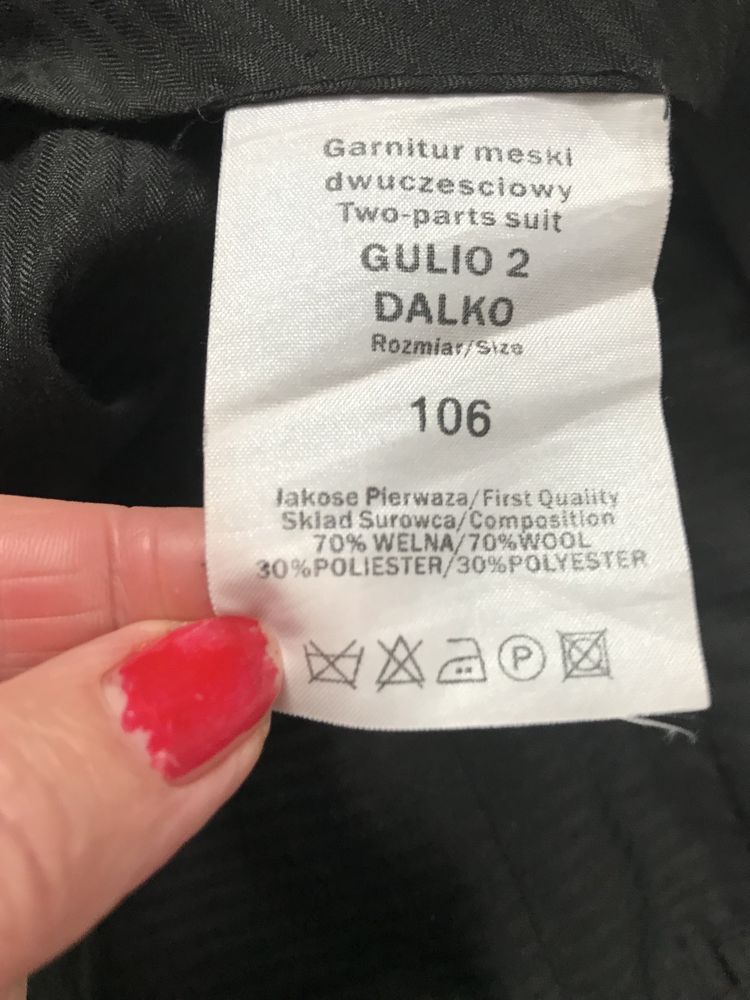 Garnitur meski
dwuczesciowy
Two-parts suit
GULIO 2
DALKO
Rozmiar/Size
106
Jakose Pierwaza/First Quality
Sklad Surowca/Composition
70% WELNA/70%WOOL
30%POLIESTER/30%POLYESTER
P